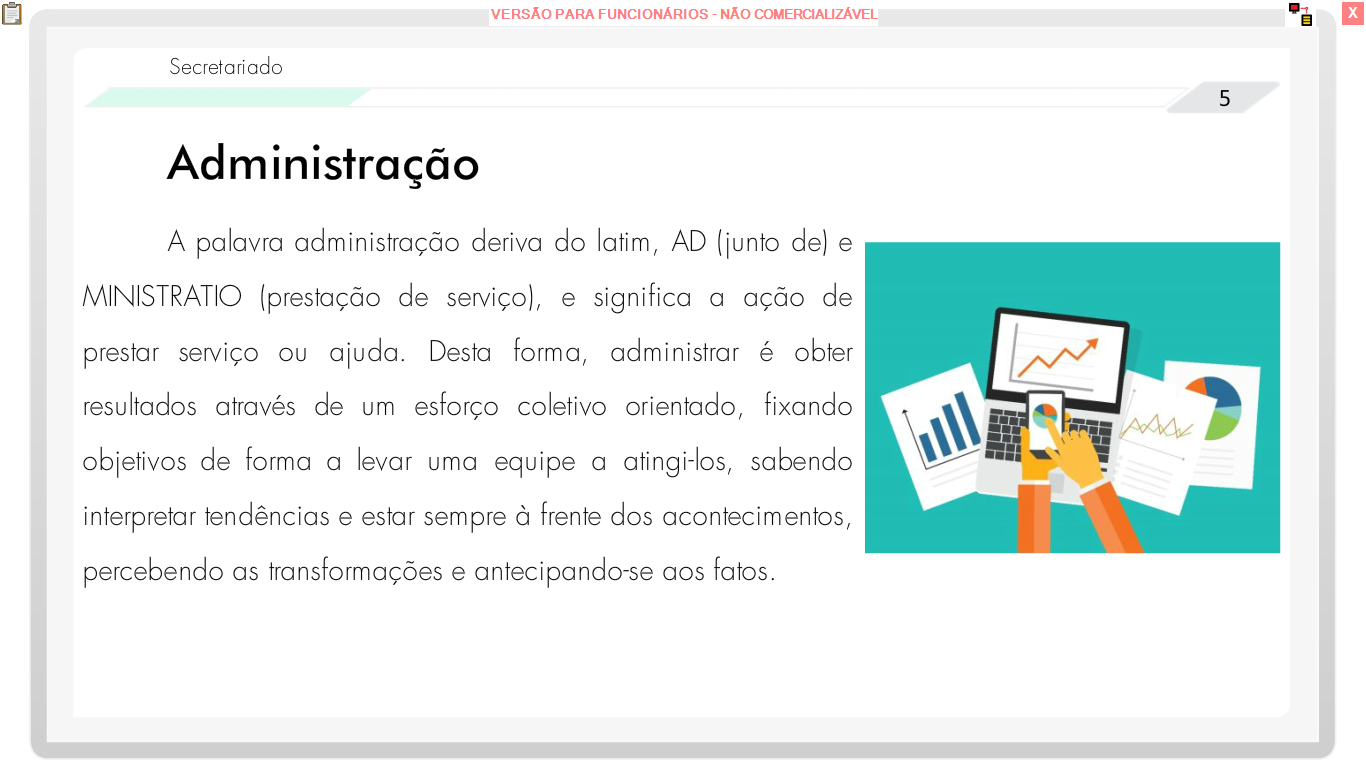 VERSÃO PARA FUNCIONÁRIOS - NÃO COMERCIALIZÁVEL
X
Secretariado
5
Administração
A palavra administração deriva do latim, AD (junto de) e
MINISTRATIO (prestação de serviço), e significa a ação de
prestar serviço ou ajuda. Desta forma, administrar é obter
resultados através de um esforço coletivo orientado, fixando
objetivos de forma a levar uma equipe a atingi-los, sabendo
interpretar tendências e estar sempre à frente dos acontecimentos,
percebendo as transformações e antecipando-se aos fatos.